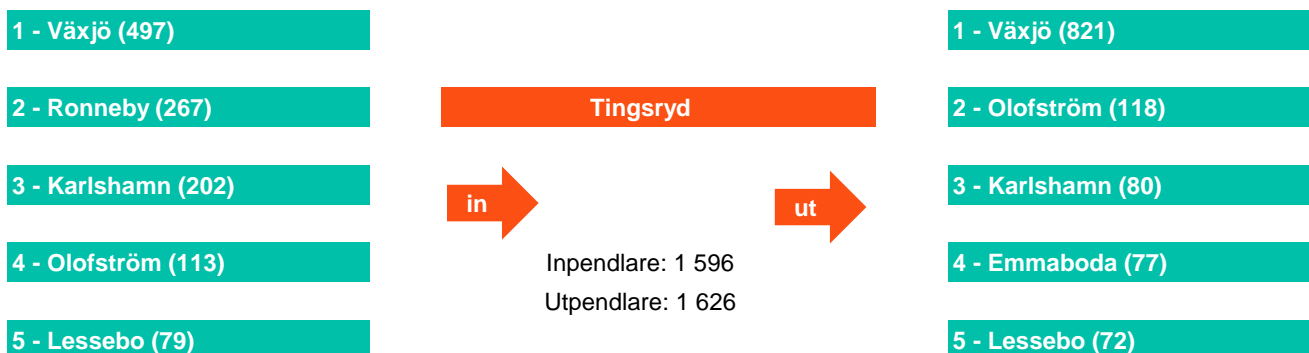 1 - Växjö (497)
2 - Ronneby (267)
3 - Karlshamn (202)
4 - Olofström (113)
5 - Lessebo (79)
Tingsryd
in
ut
Inpendlare: 1 596
Utpendlare: 1 626
1 - Växjö (821)
2 - Olofström (118)
3 - Karlshamn (80)
4 - Emmaboda (77)
5 - Lessebo (72)